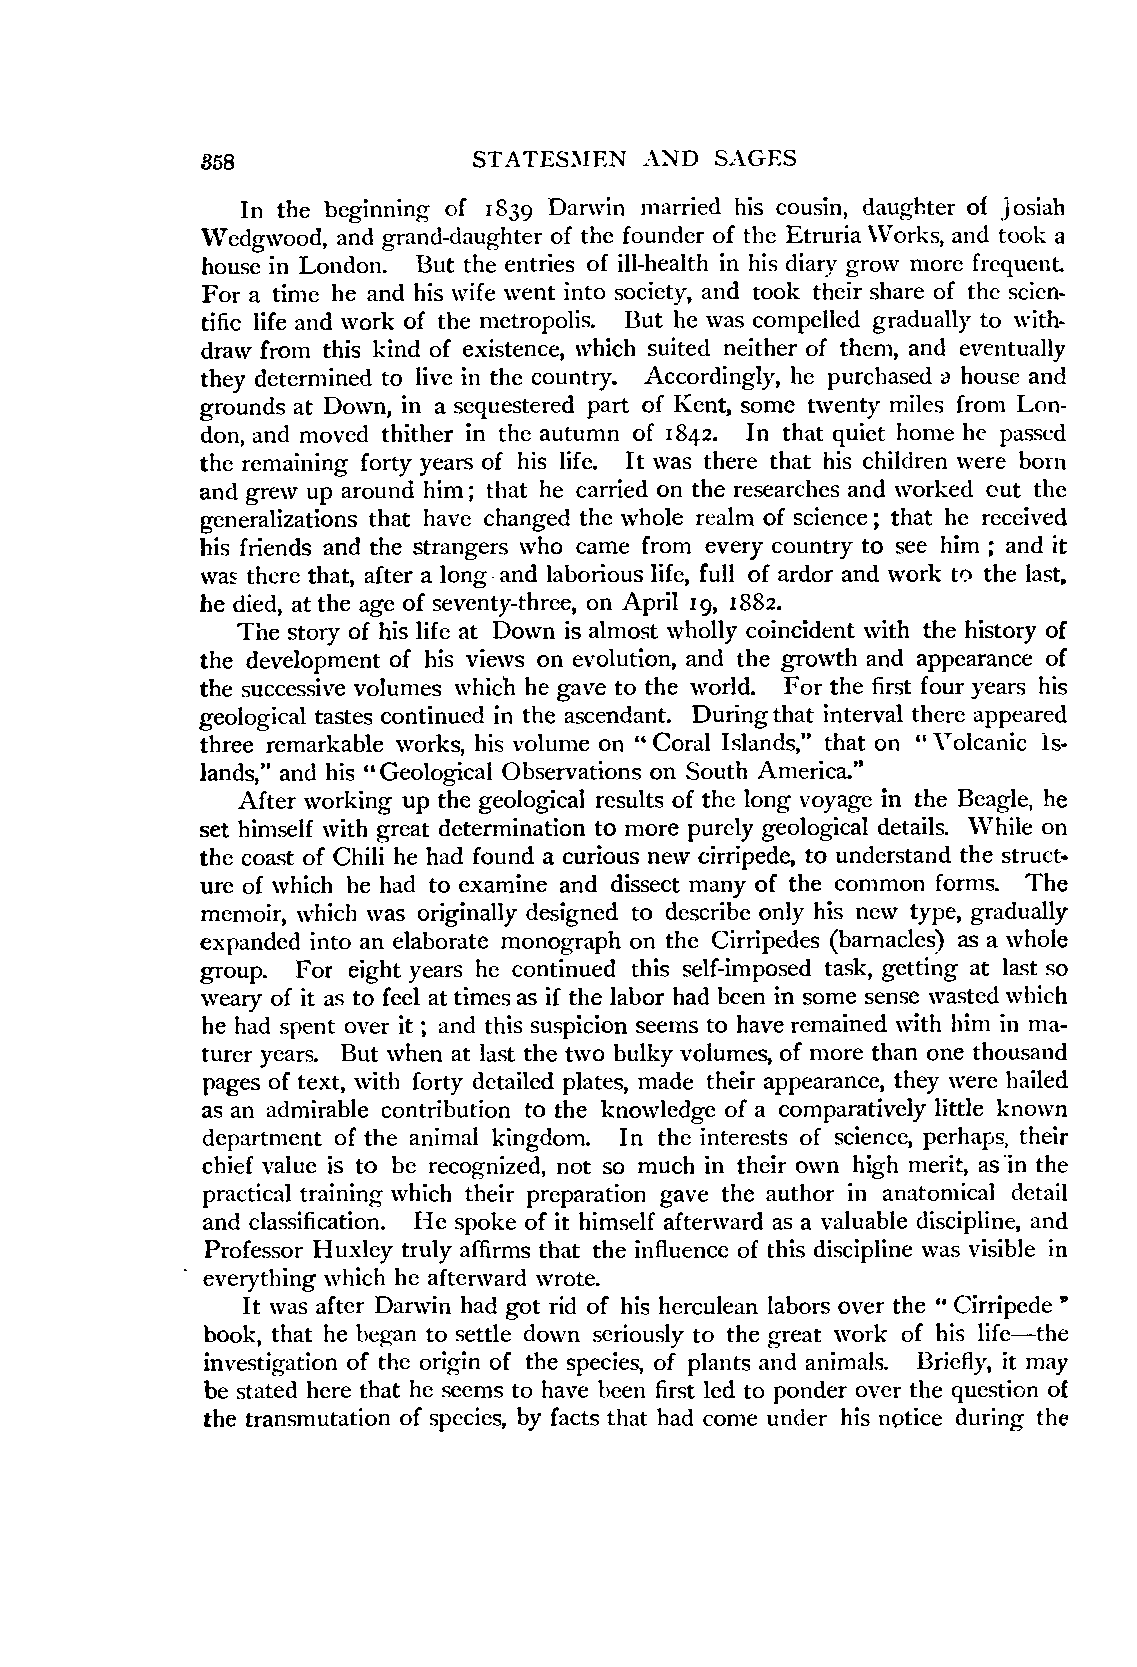 358 STATESMEN AND SAGES
In the beginning of 1839 Darwin married his cousin, daughter of Josiah
Wedgwood, and grand-daughter of the founder of the Etruria Works, and took a
house in London. But the entries of ill-health in his diary grow more frequent.
For a time he and his wife went into society, and took their share of the scien-
tific life and work of the metropolis. But he was compelled gradually to with-
draw from this kind of existence, which suited neither of them, and eventually
they determined to live in the country. Accordingly, he purchased a house and
grounds at Down, in a sequestered part of Kent, some twenty miles from Lon-
don, and moved thither in the autumn of 1842. In that quiet home he passed
the remaining forty years of his life. It was there that his children were born
and grew up around him; that he carried on the researches and worked out the
generalizations that have changed the whole realm of science; that he received
his friends and the strangers who came from every country to see him; and it
was there that, after a long and laborious life, full of ardor and work to the last,
he died, at the age of seventy-three, on April 19, 1882.
The story of his life at Down is almost wholly coincident with the history of
the development of his views on evolution, and the growth and appearance of
the successive volumes which he gave to the world. For the first four years his
geological tastes continued in the ascendant. During that interval there appeared
three remarkable works, his volume on "Coral Islands," that on "Volcanic Is-
lands," and his "Geological Observations on South America."
After working up the geological results of the long voyage in the Beagle, he
set himself with great determination to more purely geological details. While on
the coast of Chili he had found a curious new cirripede, to understand the struct-
ure of which he had to examine and dissect many of the common forms. The
memoir, which was originally designed to describe only his new type, gradually
expanded into an elaborate monograph on the Cirripedes (barnacles) as a whole
group. For eight years he continued this self-imposed task, getting at last so
weary of it as to feel at times as if the labor had been in some sense wasted which
he had spent over it; and this suspicion seems to have remained with him in ma-
turer years. But when at last the two bulky volumes, of more than one thousand
pages of text, with forty detailed plates, made their appearance, they were hailed
as an admirable contribution to the knowledge of a comparatively little known
department of the animal kingdom. In the interests of science, perhaps, their
chief value is to be recognized, not so much in their own high merit, as in the
practical training which their preparation gave the author in anatomical detail
and classification. He spoke of it himself afterward as a valuable discipline, and
Professor Huxley truly affirms that the influence of this discipline was visible in
everything which he afterward wrote.
It was after Darwin had got rid of his herculean labors over the "Cirripede"
book, that he began to settle down seriously to the great work of his life—the
investigation of the origin of the species, of plants and animals. Briefly, it may
be stated here that he seems to have been first led to ponder over the question of
the transmutation of species, by facts that had come under his notice during the